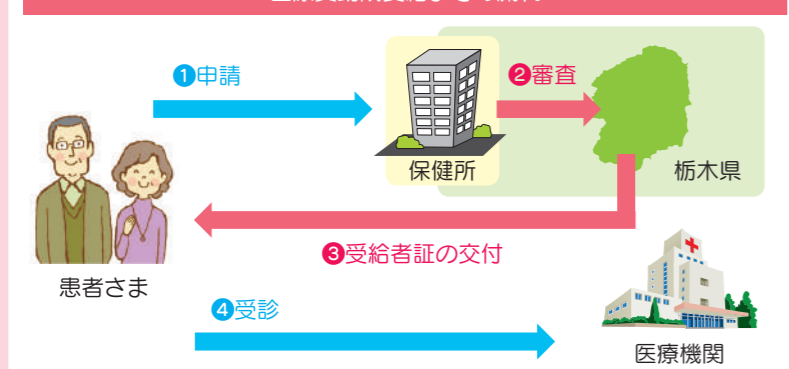 ❶申請
❷審査
保健所
栃木県
❸受給者証の交付
患者さま
❹受診
医療機関